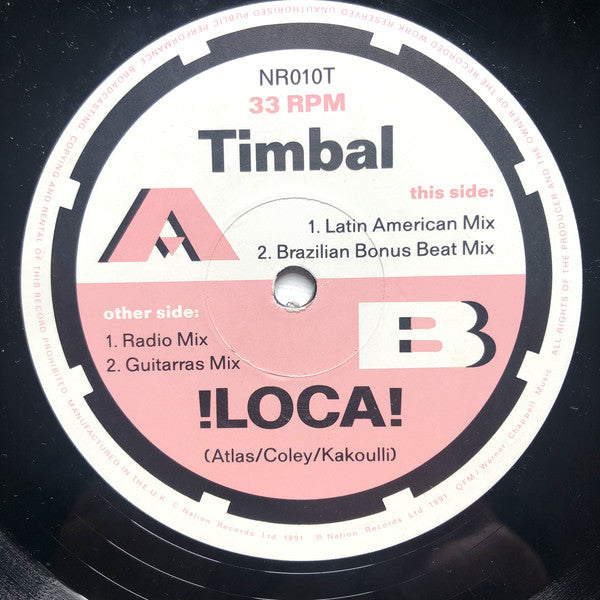 NR010T
33 RPM
Timbal
A
this side:
1. Latin American Mix
2. Brazilian Bonus Beat Mix
other side:
1. Radio Mix
2. Guitarras Mix
B
!LOCA!
(Atlas/Coley/Kakoulli)
ALL RIGHTS OF THE PRODUCER AND THE OWNER OF THE RECORDED WORK RESERVED UNAUTHORISED PUBLIC PERFORMANCE BROADCASTING COPYING AND RENTAL OF THIS RECORD PROHIBITED MANUFACTURED IN THE U.K. © Nation Records Ltd 1991 ℗ Nation Records Ltd 1991 QFM / Warner Chappell Music